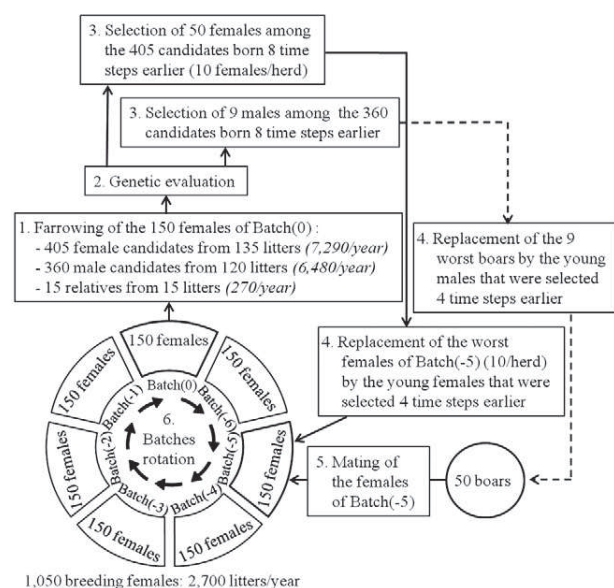 3. Selection of 50 females among
the 405 candidates born 8 time
steps earlier (10 females/herd)
3. Selection of 9 males among the 360
candidates born 8 time steps earlier
2. Genetic evaluation
1. Farrowing of the 150 females of Batch(0) :
- 405 female candidates from 135 litters (7,290/year)
- 360 male candidates from 120 litters (6,480/year)
- 15 relatives from 15 litters (270/year)
4. Replacement of the 9
worst boars by the young
males that were selected
4 time steps earlier
4. Replacement of the worst
females of Batch(-5) (10/herd)
by the young females that were
selected 4 time steps earlier
5. Mating of
the females
of Batch(-5)
50 boars
150 females
150 females
150 females
150 females
150 females
150 females
150 females
Batch(0)
Batch(-6)
Batch(-5)
Batch(-4)
Batch(-3)
Batch(-2)
Batch(-1)
6.
Batches
rotation
1,050 breeding females: 2,700 litters/year